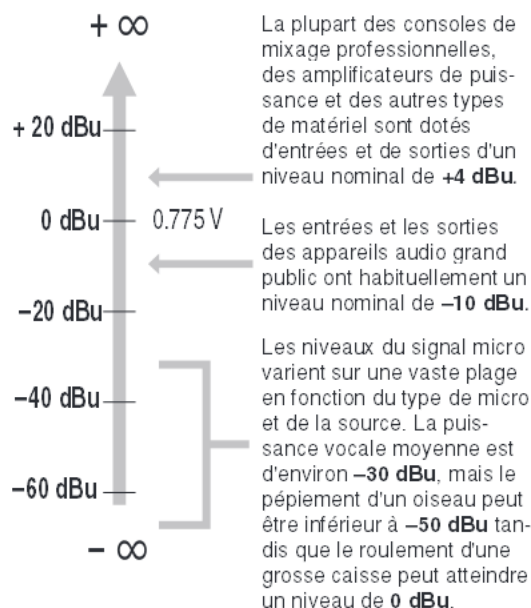 + ∞
+ 20 dBu
0 dBu
0.775 V
−20 dBu
−40 dBu
−60 dBu
- ∞
La plupart des consoles de
mixage professionnelles,
des amplificateurs de puis-
sance et des autres types
de matériel sont dotés
d'entrées et de sorties d'un
niveau nominal de +4 dBu.
Les entrées et les sorties
des appareils audio grand
public ont habituellement un
niveau nominal de −10 dBu.
Les niveaux du signal micro
varient sur une vaste plage
en fonction du type de micro
et de la source. La puis-
sance vocale moyenne est
d'environ −30 dBu, mais le
pépiement d'un oiseau peut
être inférieur à −50 dBu tan-
dis que le roulement d'une
grosse caisse peut atteindre
un niveau de 0 dBu.